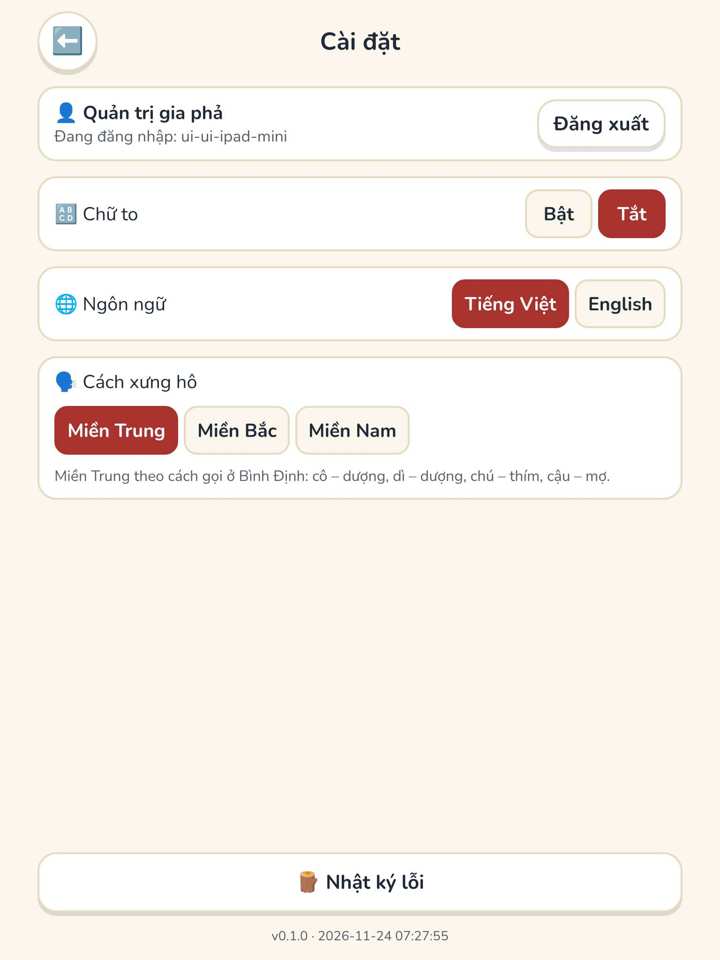 Cài đặt
Quản trị gia phả
Đang đăng nhập: ui-ui-ipad-mini
Đăng xuất
Chữ to
Bật
Tắt
Ngôn ngữ
Tiếng Việt
English
Cách xưng hô
Miền Trung
Miền Bắc
Miền Nam
Miền Trung theo cách gọi ở Bình Định: cô – dượng, dì – dượng, chú – thím, cậu – mợ.
Nhật ký lỗi
v0.1.0 · 2026-11-24 07:27:55